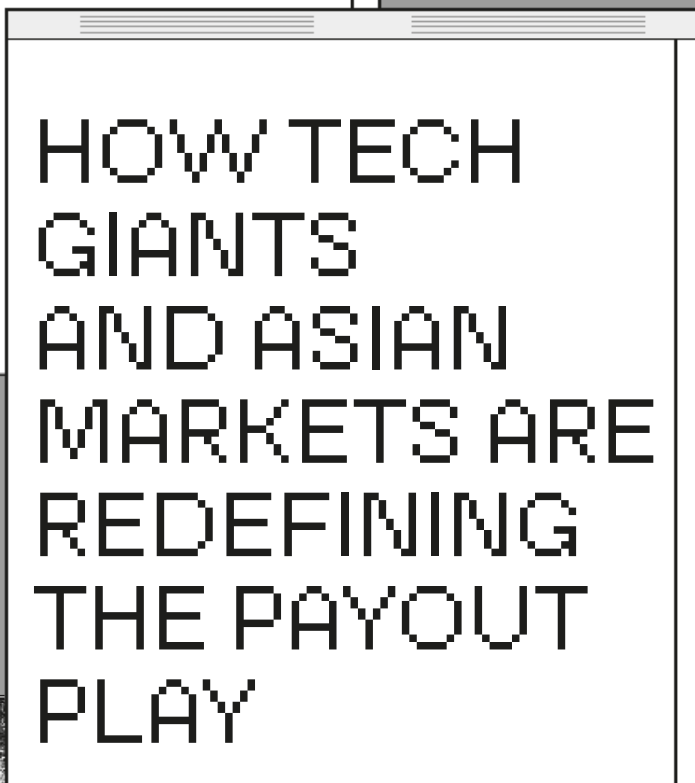 HOW TECH
GIANTS
AND ASIAN
MARKETS ARE
REDEFINING
THE PAYOUT
PLAY